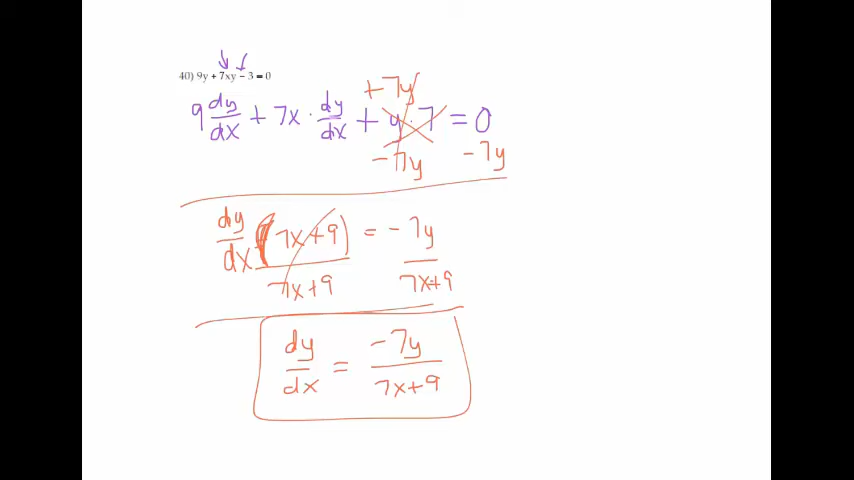 40) 9y + 7xy − 3 = 0
+7y
9 dy/dx + 7x · dy/dx + y · 7 = 0
−7y −7y
dy/dx (7x+9) = −7y
7x+9 7x+9
dy/dx = −7y/7x+9